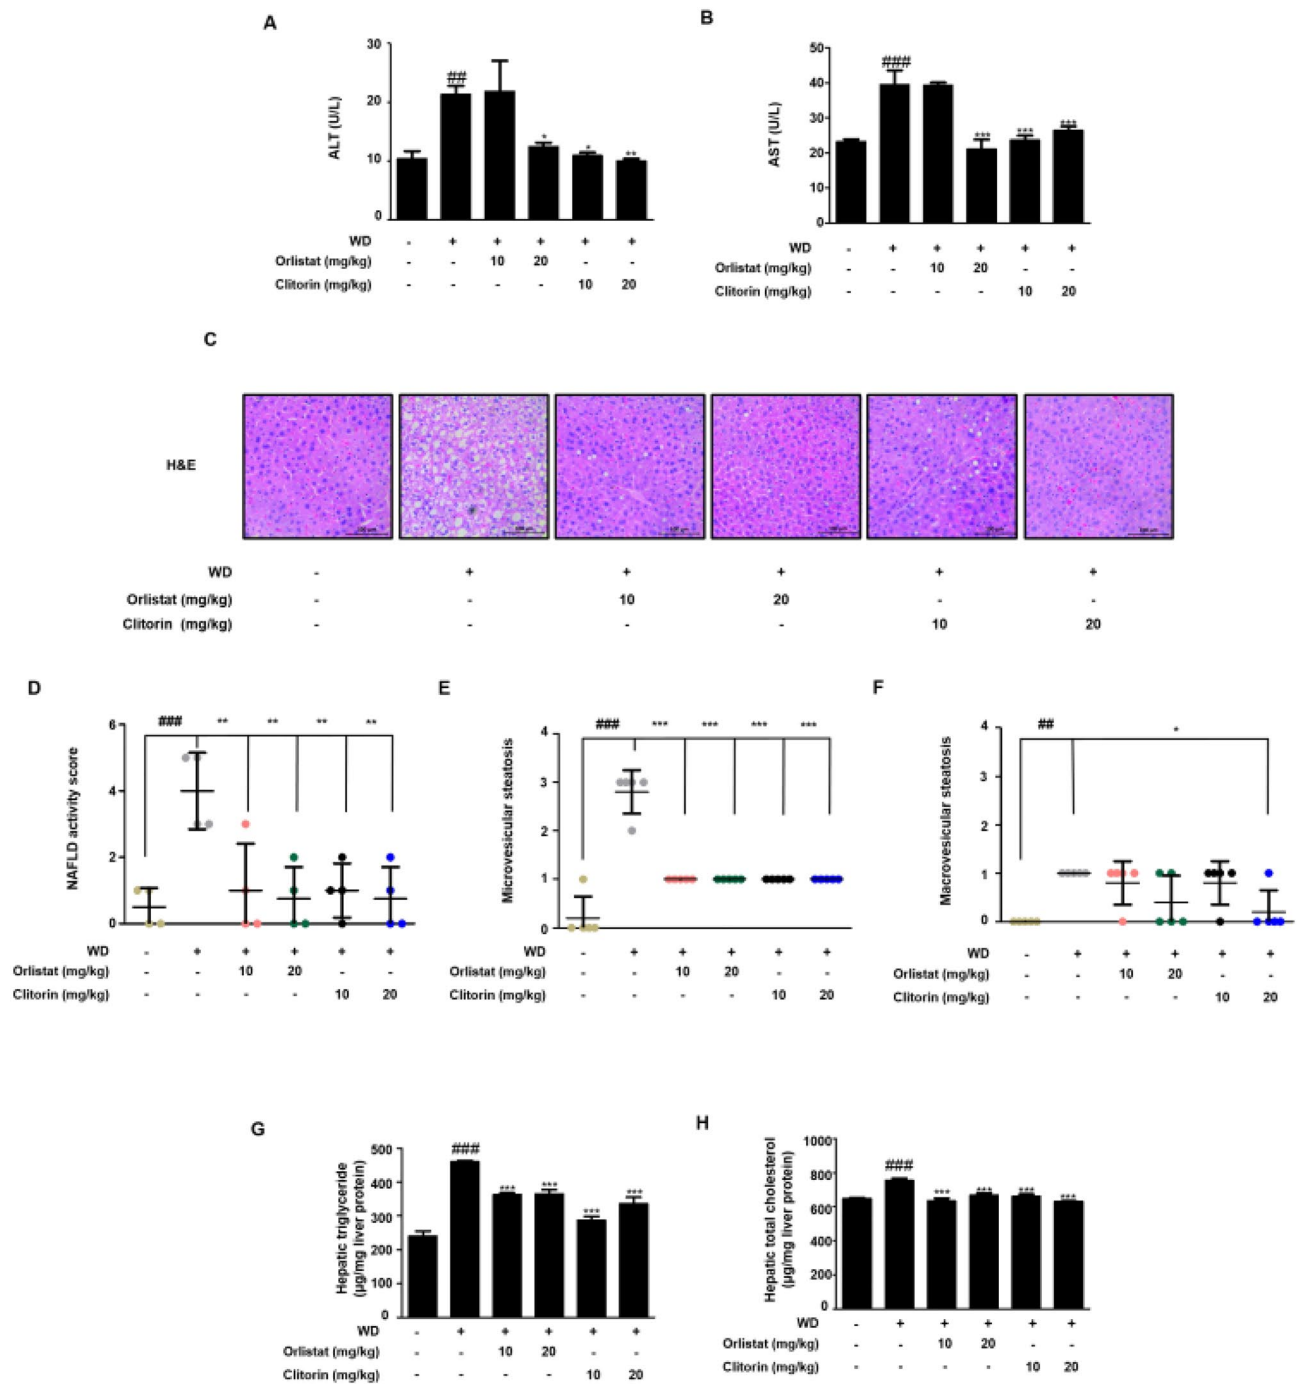 A
B
30
20
10
0
ALT (U/L)
##
*
*
**
WD - + + + + +
Orlistat (mg/kg) - - 10 20 - -
Clitorin (mg/kg) - - - - 10 20
50
40
30
20
10
0
AST (U/L)
###
***
***
***
WD - + + + + +
Orlistat (mg/kg) - - 10 20 - -
Clitorin (mg/kg) - - - - 10 20
C
H&E
WD - + + + + +
Orlistat (mg/kg) - - 10 20 - -
Clitorin (mg/kg) - - - - 10 20
D
6
4
2
0
NAFLD activity score
### ** ** ** **
WD - + + + + +
Orlistat (mg/kg) - - 10 20 - -
Clitorin (mg/kg) - - - - 10 20
E
4
3
2
1
0
Microvesicular steatosis
### *** *** *** ***
WD - + + + + +
Orlistat (mg/kg) - - 10 20 - -
Clitorin (mg/kg) - - - - 10 20
F
4
3
2
1
0
Macrovesicular steatosis
## *
WD - + + + + +
Orlistat (mg/kg) - - 10 20 - -
Clitorin (mg/kg) - - - - 10 20
G
500
400
300
200
100
0
Hepatic triglyceride
(µg/mg liver protein)
###
*** *** *** ***
WD - + + + + +
Orlistat (mg/kg) - - 10 20 - -
Clitorin (mg/kg) - - - - 10 20
H
1000
800
600
400
200
0
Hepatic total cholesterol
(µg/mg liver protein)
###
*** *** *** ***
WD - + + + + +
Orlistat (mg/kg) - - 10 20 - -
Clitorin (mg/kg) - - - - 10 20